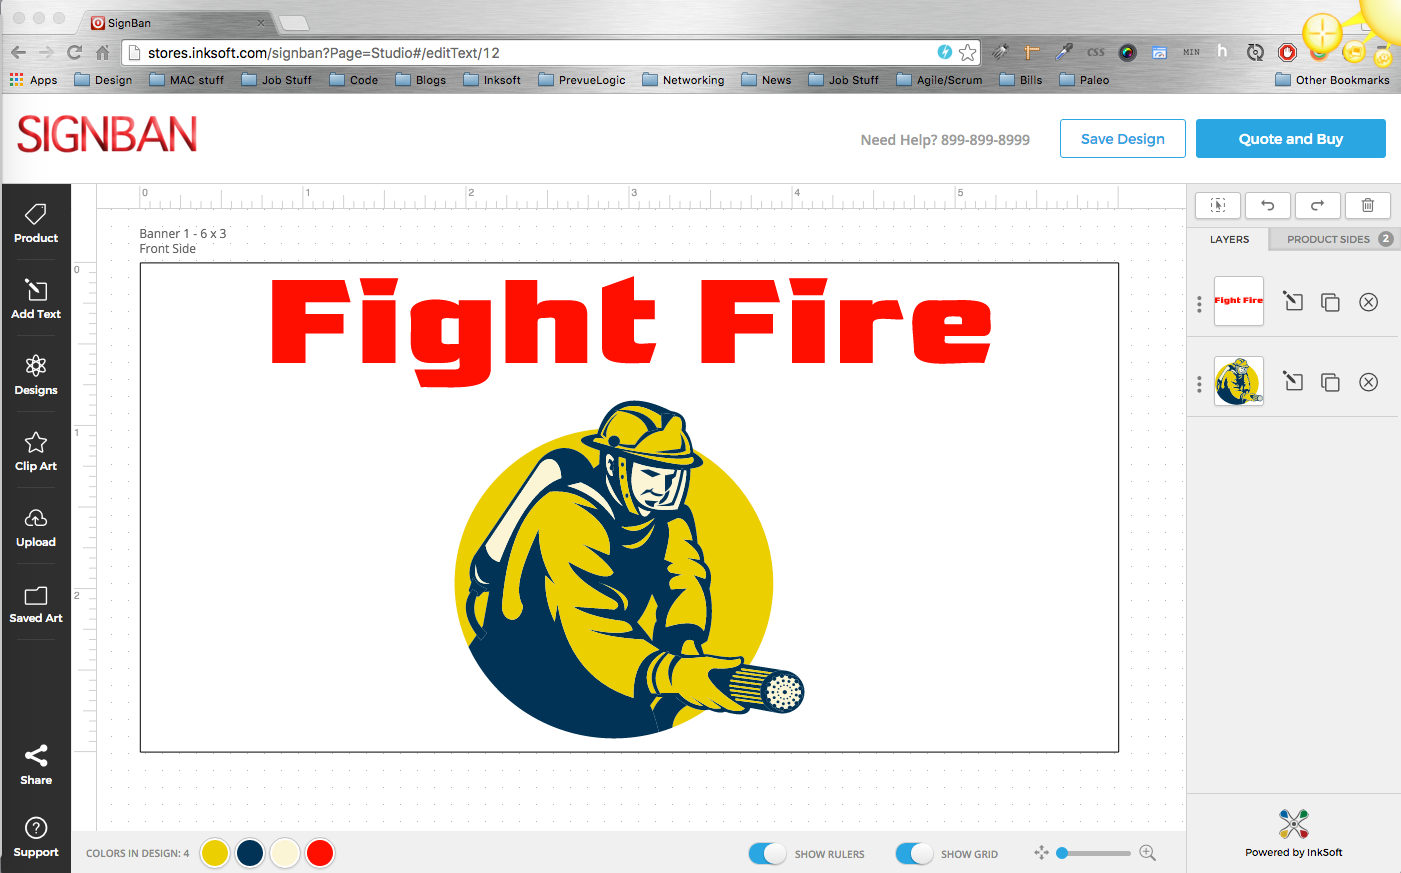 SignBan
stores.inksoft.com/signban?Page=Studio#/editText/12
CSS
MIN
h
Apps
Design
MAC stuff
Job Stuff
Code
Blogs
Inksoft
PrevueLogic
Networking
News
Job Stuff
Agile/Scrum
Bills
Paleo
Other Bookmarks
SIGNBAN
Need Help? 899-899-8999
Save Design
Quote and Buy
0 1 2 3 4 5
Product
Add Text
Designs
Clip Art
Upload
Saved Art
Share
Support
Banner 1 - 6 x 3
Front Side
0
1
2
Fight Fire
LAYERS
PRODUCT SIDES 2
Fight Fire
COLORS IN DESIGN: 4
SHOW RULERS
SHOW GRID
Powered by InkSoft